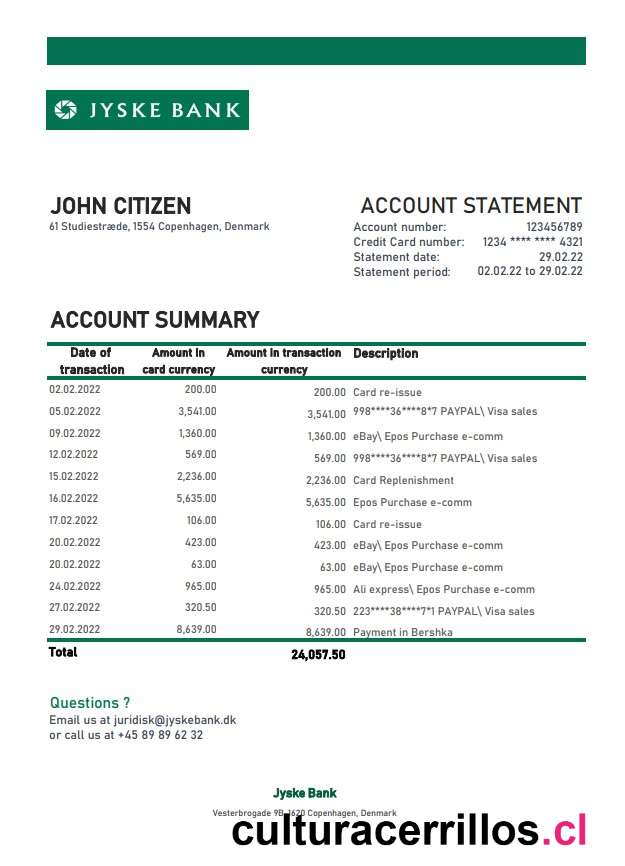 JYSKE BANK
JOHN CITIZEN
61 Studiestræde, 1554 Copenhagen, Denmark
ACCOUNT STATEMENT
Account number: 123456789
Credit Card number: 1234 **** **** 4321
Statement date: 29.02.22
Statement period: 02.02.22 to 29.02.22
ACCOUNT SUMMARY
Date of transaction Amount in card currency Amount in transaction currency Description
02.02.2022 200.00 200.00 Card re-issue
05.02.2022 3,541.00 3,541.00 998****36****8*7 PAYPAL\ Visa sales
09.02.2022 1,360.00 1,360.00 eBay\ Epos Purchase e-comm
12.02.2022 569.00 569.00 998****36****8*7 PAYPAL\ Visa sales
15.02.2022 2,236.00 2,236.00 Card Replenishment
16.02.2022 5,635.00 5,635.00 Epos Purchase e-comm
17.02.2022 106.00 106.00 Card re-issue
20.02.2022 423.00 423.00 eBay\ Epos Purchase e-comm
20.02.2022 63.00 63.00 eBay\ Epos Purchase e-comm
24.02.2022 965.00 965.00 Ali express\ Epos Purchase e-comm
27.02.2022 320.50 320.50 223****38****7*1 PAYPAL\ Visa sales
29.02.2022 8,639.00 8,639.00 Payment in Bershka
Total 24,057.50
Questions ?
Email us at juridisk@jyskebank.dk
or call us at +45 89 89 62 32
Jyske Bank
Vesterbrogade 9B, 1620 Copenhagen, Denmark
culturacerrillos.cl